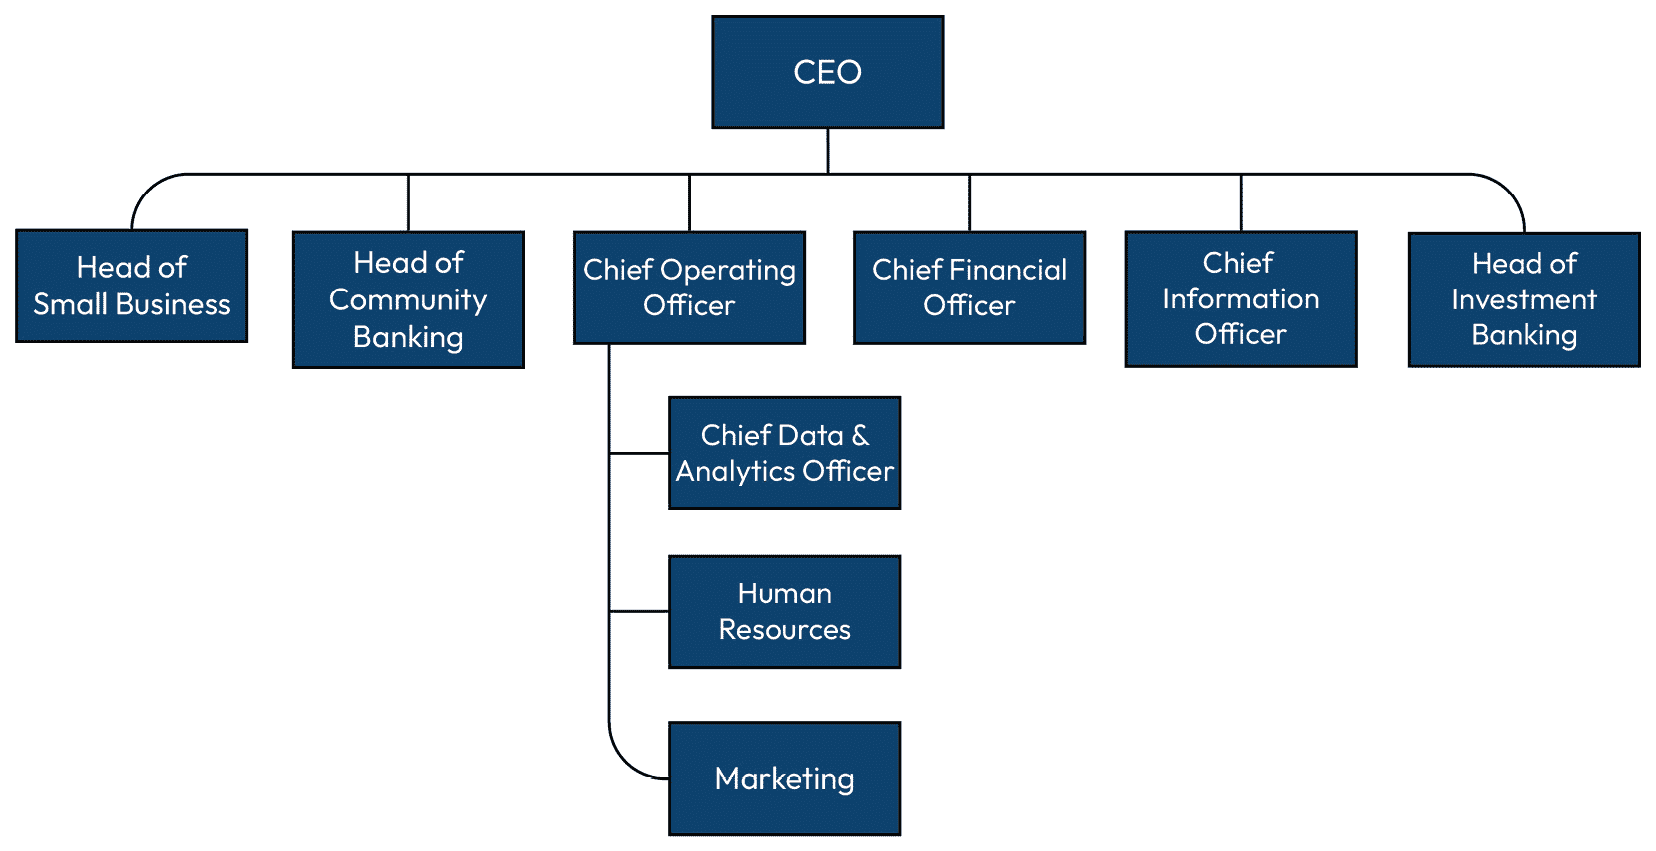 CEO
Head of
Small Business
Head of
Community
Banking
Chief Operating
Officer
Chief Financial
Officer
Chief
Information
Officer
Head of
Investment
Banking
Chief Data &
Analytics Officer
Human
Resources
Marketing